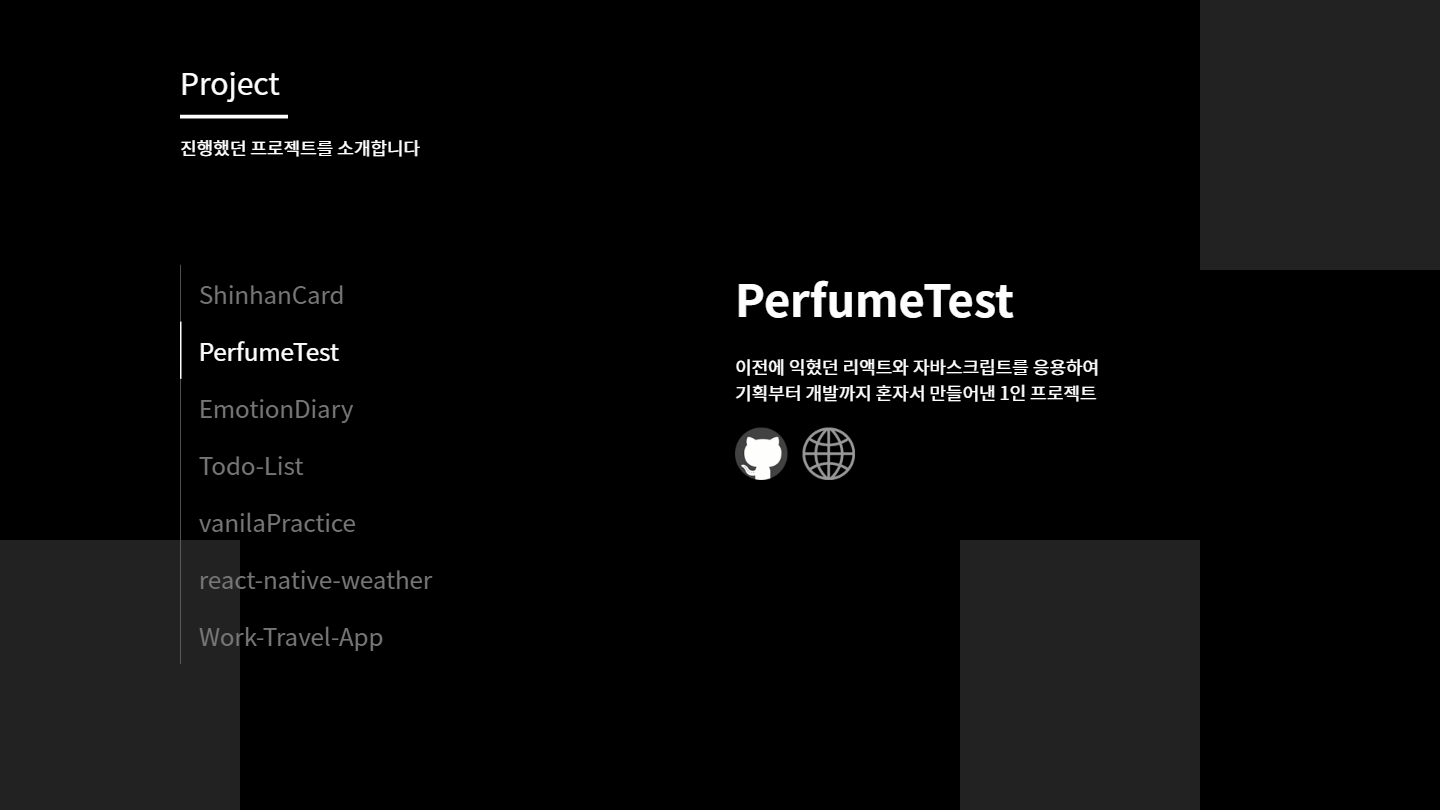 Project
진행했던 프로젝트를 소개합니다
ShinhanCard
PerfumeTest
EmotionDiary
Todo-List
vanilaPractice
react-native-weather
Work-Travel-App
PerfumeTest
이전에 익혔던 리액트와 자바스크립트를 응용하여
기획부터 개발까지 혼자서 만들어낸 1인 프로젝트